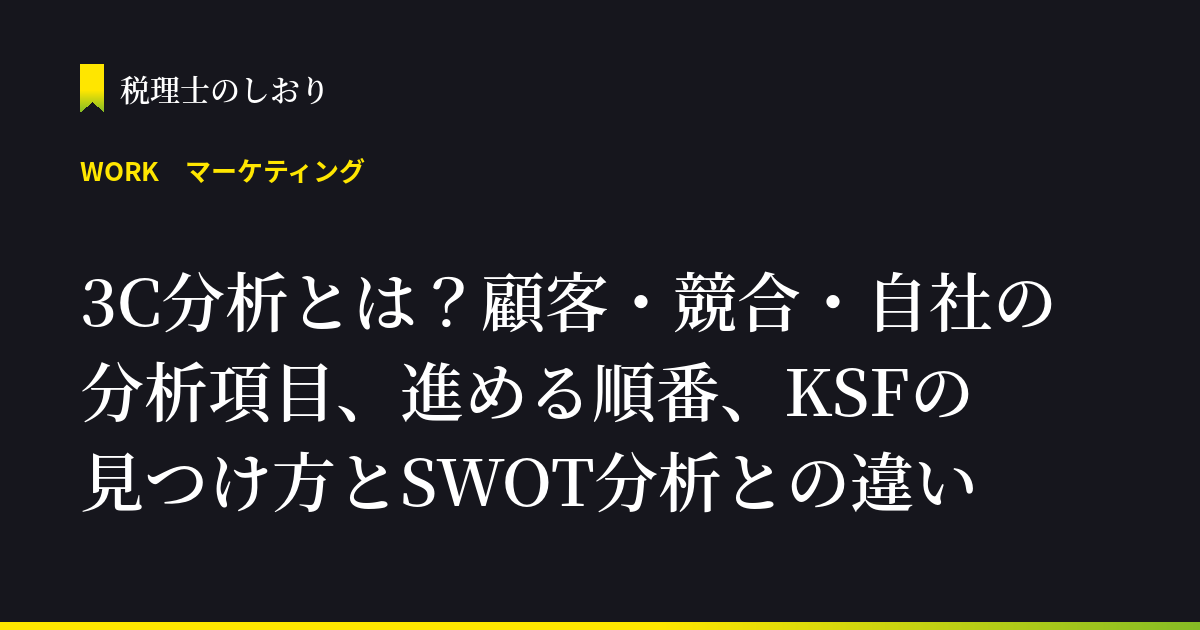 税理士のしおり
WORK　マーケティング
3C分析とは？顧客・競合・自社の
分析項目、進める順番、KSFの
見つけ方とSWOT分析との違い